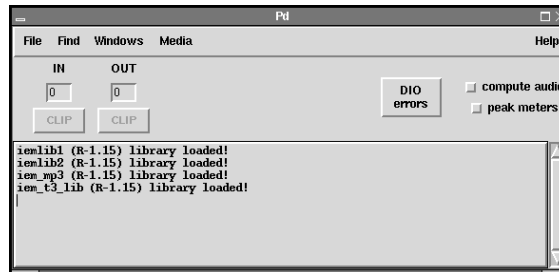 Pd
File Find Windows Media Help
IN OUT
0 0
CLIP CLIP
DIO
errors
compute audio
peak meters
iemlib1 (R-1.15) library loaded!
iemlib2 (R-1.15) library loaded!
iem_mp3 (R-1.15) library loaded!
iem_t3_lib (R-1.15) library loaded!